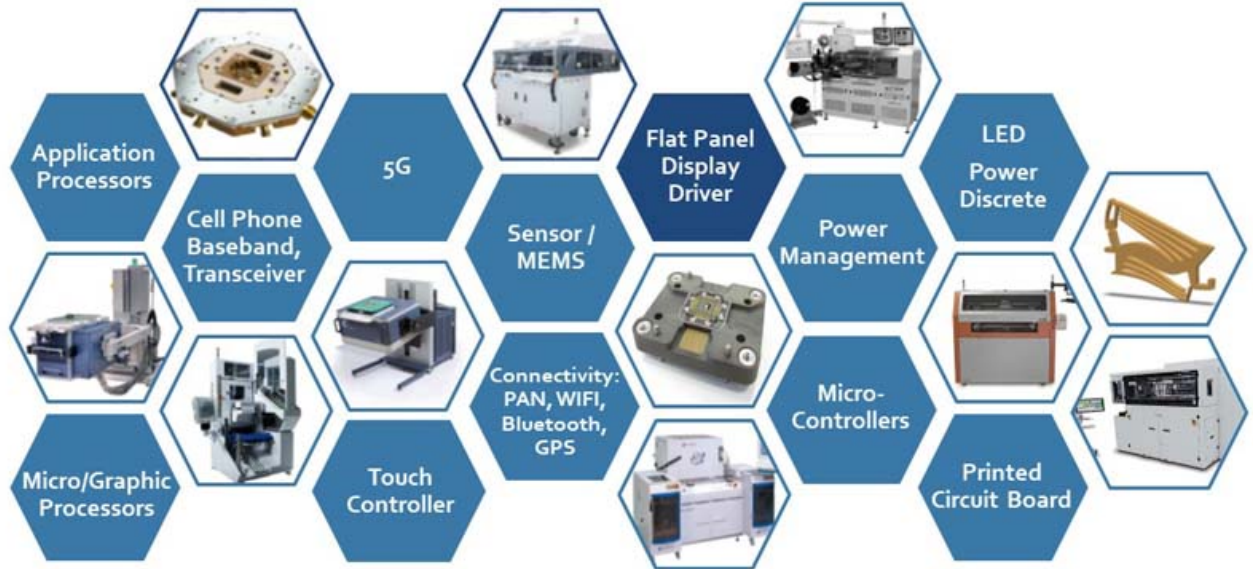 Application
Processors
Cell Phone
Baseband,
Transceiver
5G
Sensor /
MEMS
Flat Panel
Display
Driver
Power
Management
LED
Power
Discrete
Connectivity:
PAN, WIFI,
Bluetooth,
GPS
Micro-
Controllers
Micro/Graphic
Processors
Touch
Controller
Printed
Circuit Board